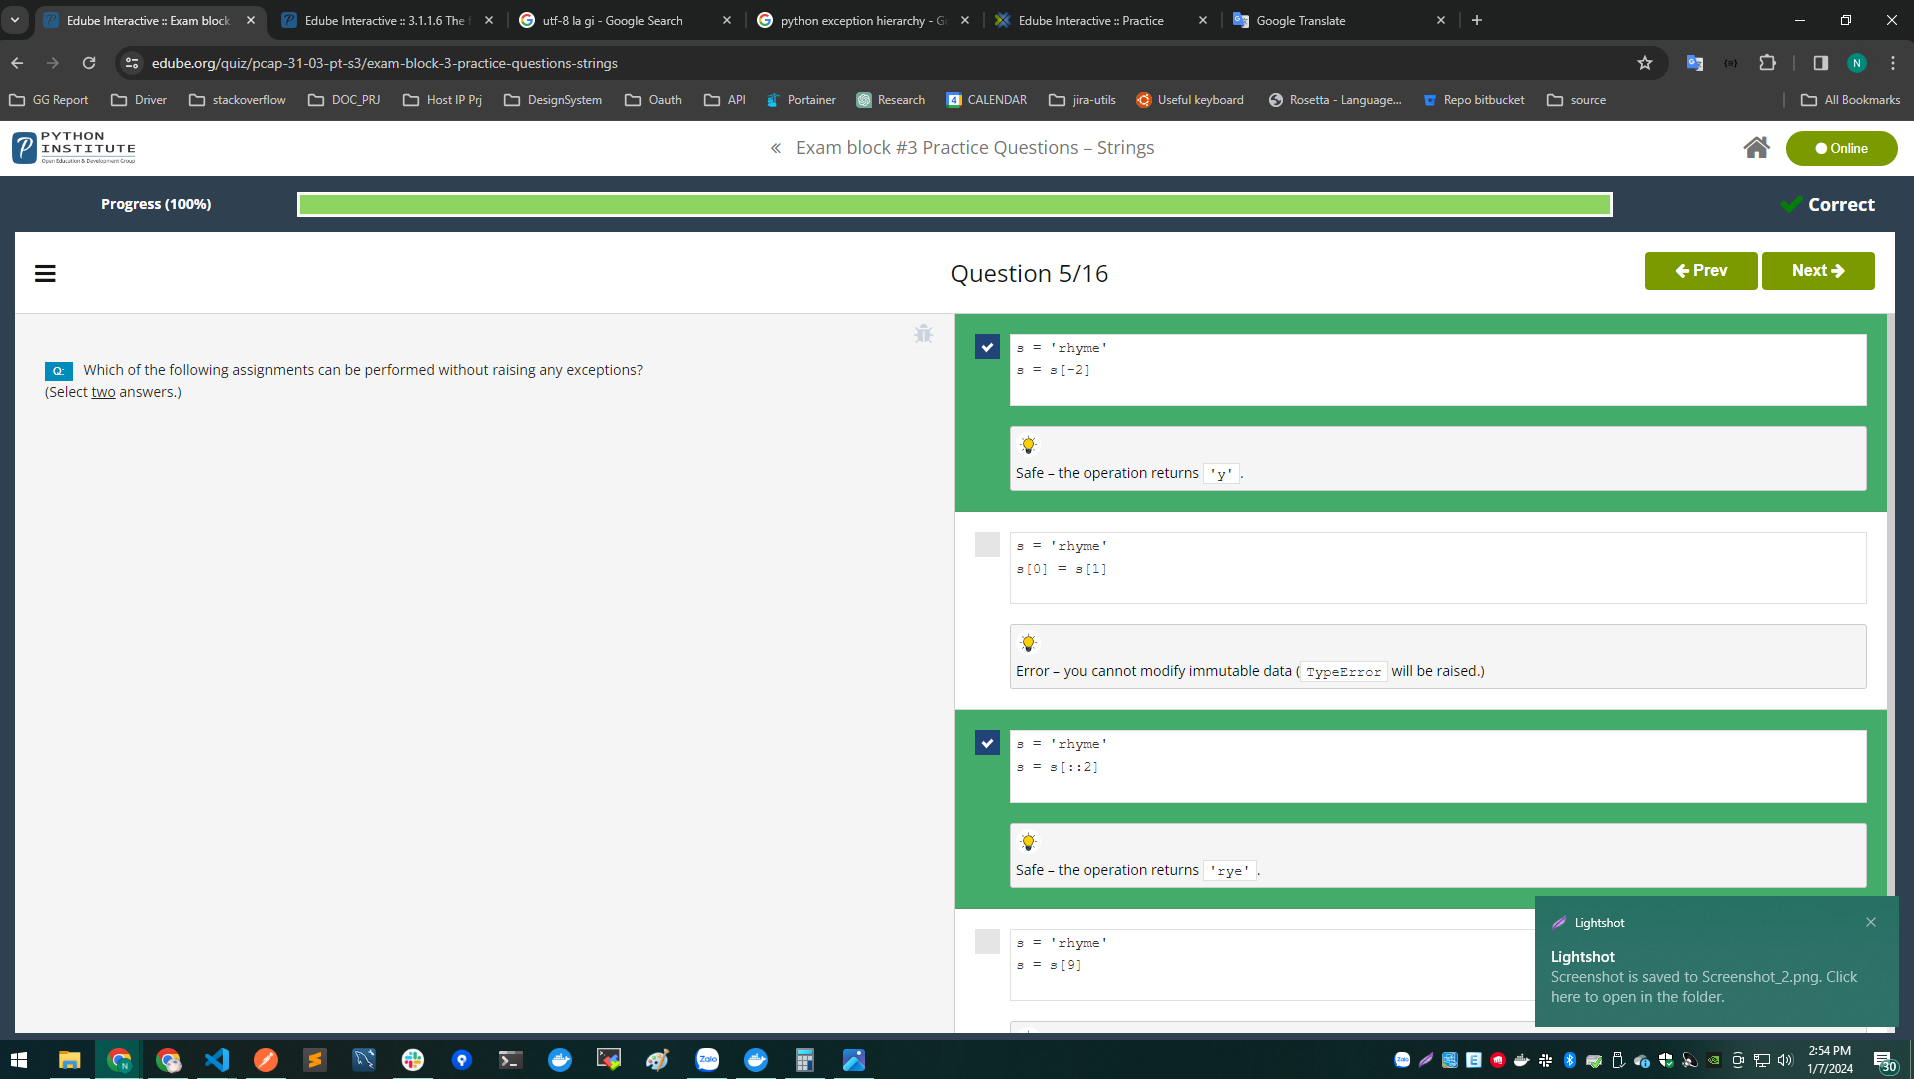 Edube Interactive :: Exam block
Edube Interactive :: 3.1.1.6 The f
utf-8 la gi - Google Search
python exception hierarchy - Go
Edube Interactive :: Practice
Google Translate
edube.org/quiz/pcap-31-03-pt-s3/exam-block-3-practice-questions-strings
N
GG Report
Driver
stackoverflow
DOC_PRJ
Host IP Prj
DesignSystem
Oauth
API
Portainer
Research
CALENDAR
jira-utils
Useful keyboard
Rosetta - Language...
Repo bitbucket
source
All Bookmarks
PYTHON
INSTITUTE
Open Education & Development Group
« Exam block #3 Practice Questions – Strings
Online
Progress (100%)
Correct
Question 5/16
Prev
Next
Q: Which of the following assignments can be performed without raising any exceptions?
(Select two answers.)
s = 'rhyme'
s = s[-2]
Safe – the operation returns 'y'.
s = 'rhyme'
s[0] = s[1]
Error – you cannot modify immutable data ( TypeError will be raised.)
s = 'rhyme'
s = s[::2]
Safe – the operation returns 'rye'.
s = 'rhyme'
s = s[9]
Lightshot
Lightshot
Screenshot is saved to Screenshot_2.png. Click
here to open in the folder.
Zalo
2:54 PM
1/7/2024
30